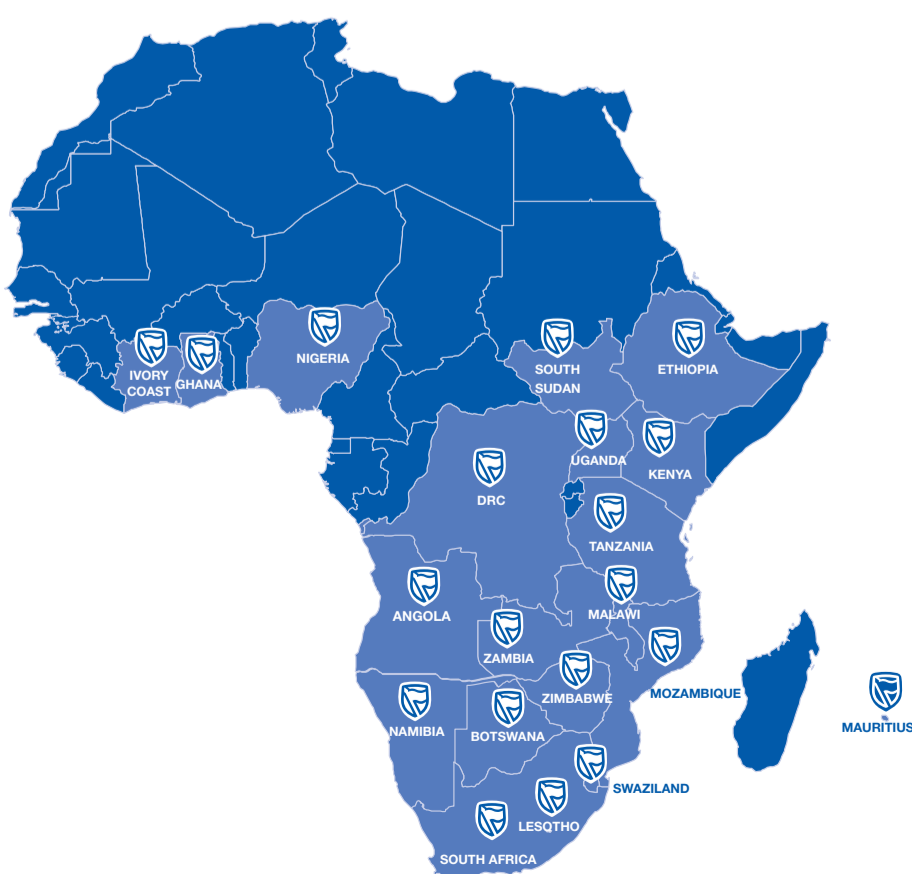 NIGERIA
IVORY
COAST
GHANA
SOUTH
SUDAN
ETHIOPIA
UGANDA
KENYA
DRC
TANZANIA
ANGOLA
MALAWI
ZAMBIA
MOZAMBIQUE
ZIMBABWE
MAURITIUS
NAMIBIA
BOTSWANA
SWAZILAND
LESOTHO
SOUTH AFRICA